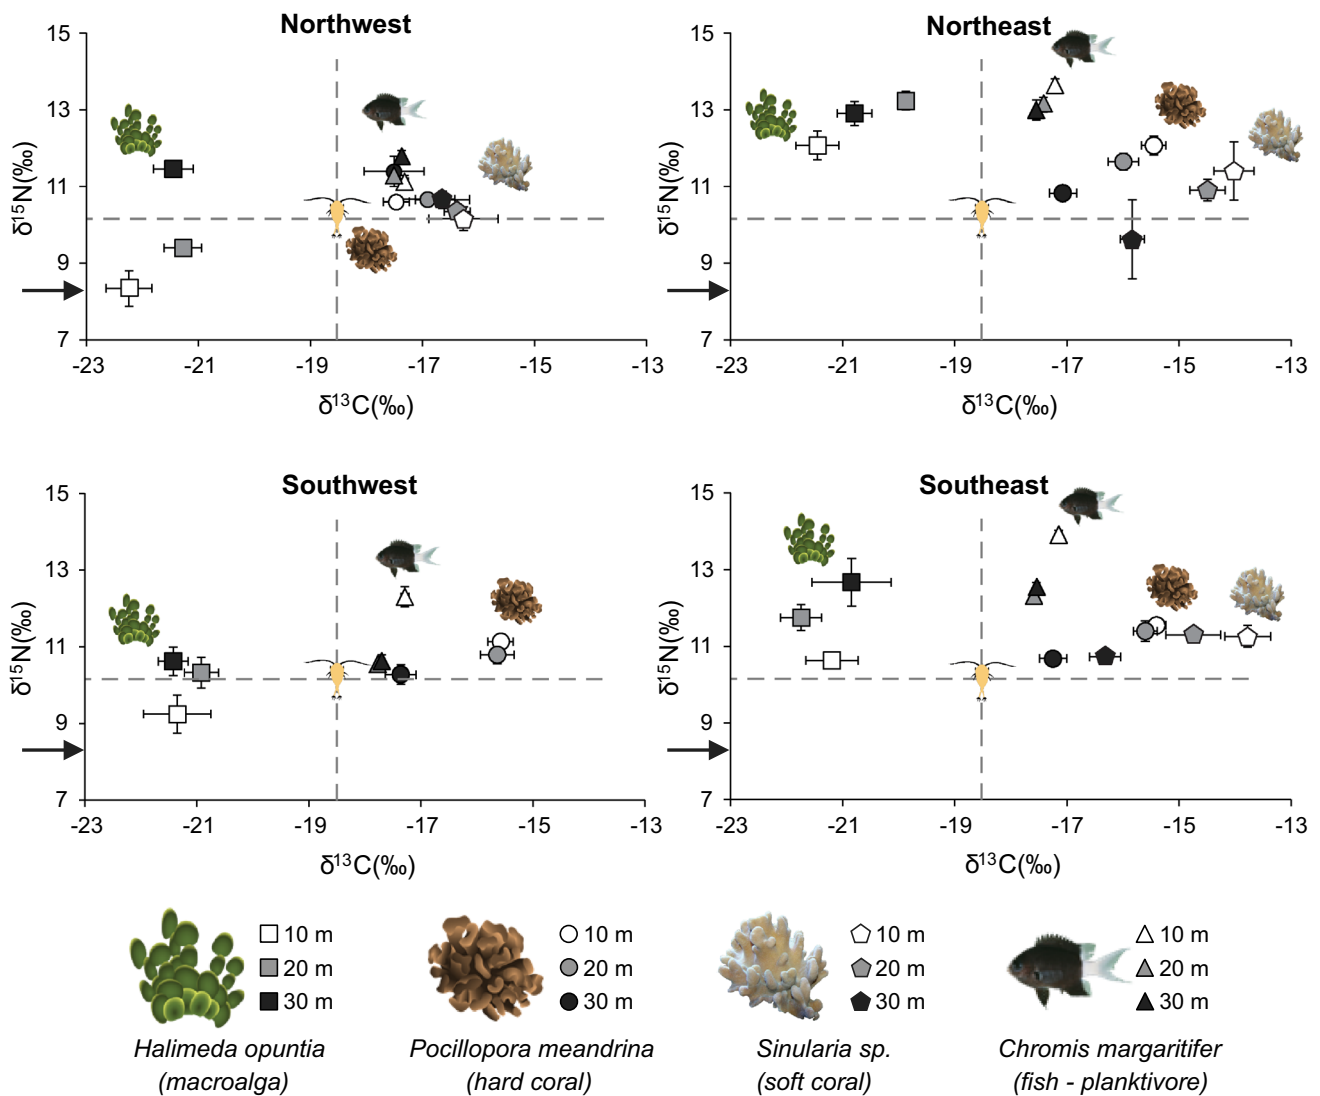 Northwest
15
13
11
9
7
δ15N(‰)
-23
-21
-19
-17
-15
-13
δ13C(‰)
Northeast
15
13
11
9
7
δ15N(‰)
-23
-21
-19
-17
-15
-13
δ13C(‰)
Southwest
15
13
11
9
7
δ15N(‰)
-23
-21
-19
-17
-15
-13
δ13C(‰)
Southeast
15
13
11
9
7
δ15N(‰)
-23
-21
-19
-17
-15
-13
δ13C(‰)
10 m
20 m
30 m
Halimeda opuntia
(macroalga)
10 m
20 m
30 m
Pocillopora meandrina
(hard coral)
10 m
20 m
30 m
Sinularia sp.
(soft coral)
10 m
20 m
30 m
Chromis margaritifer
(fish - planktivore)